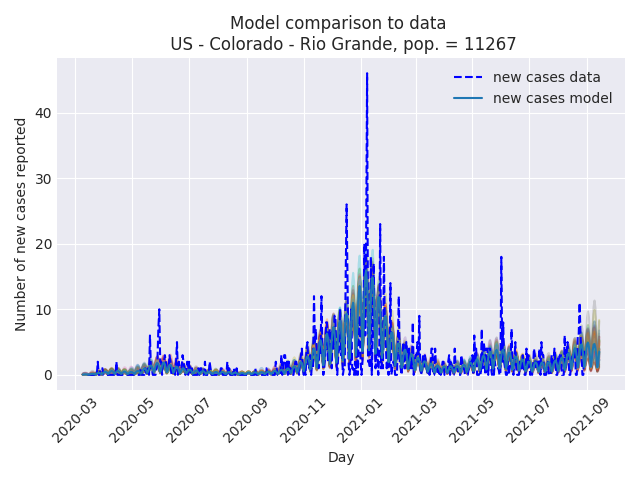 Model comparison to data
US - Colorado - Rio Grande, pop. = 11267
new cases data
new cases model
Number of new cases reported
40
30
20
10
0
2020-03
2020-05
2020-07
2020-09
2020-11
2021-01
2021-03
2021-05
2021-07
2021-09
Day